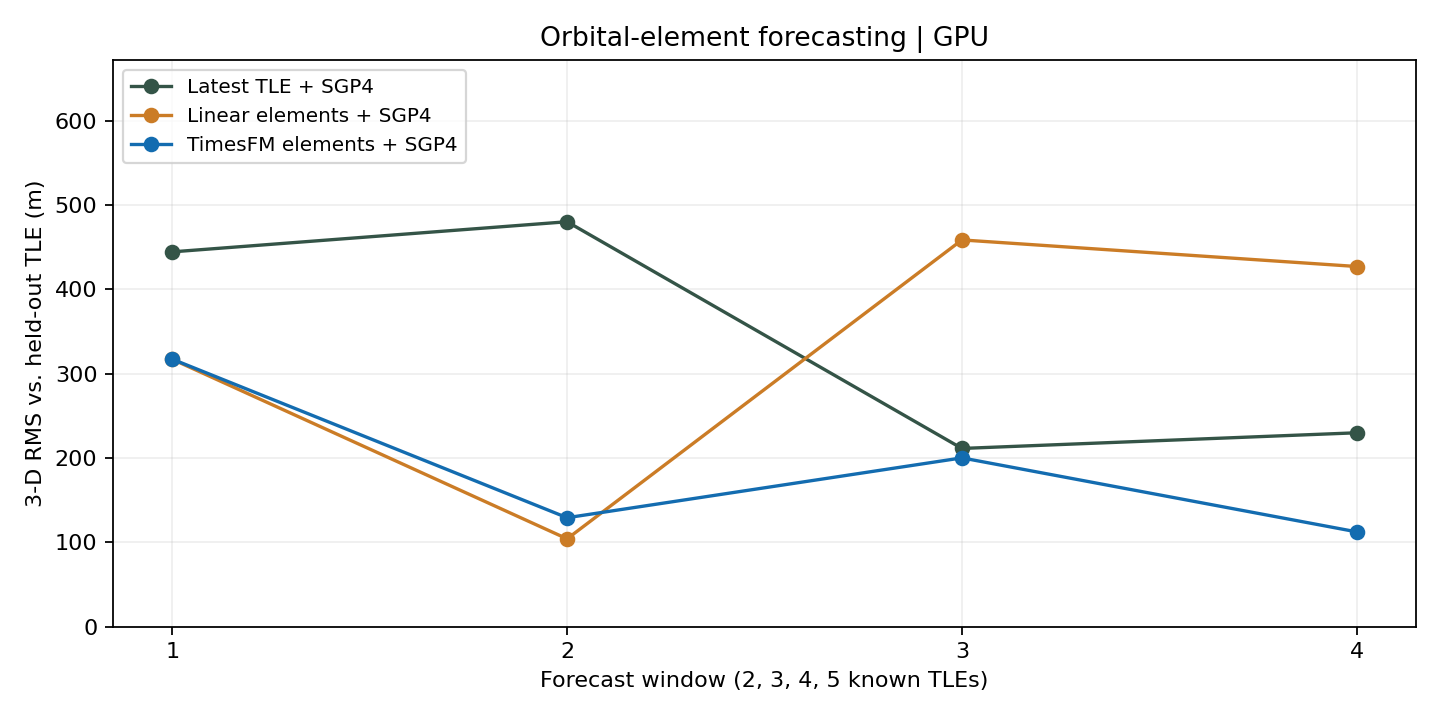 Orbital-element forecasting | GPU
Latest TLE + SGP4
Linear elements + SGP4
TimesFM elements + SGP4
3-D RMS vs. held-out TLE (m)
600
500
400
300
200
100
0
1 2 3 4
Forecast window (2, 3, 4, 5 known TLEs)